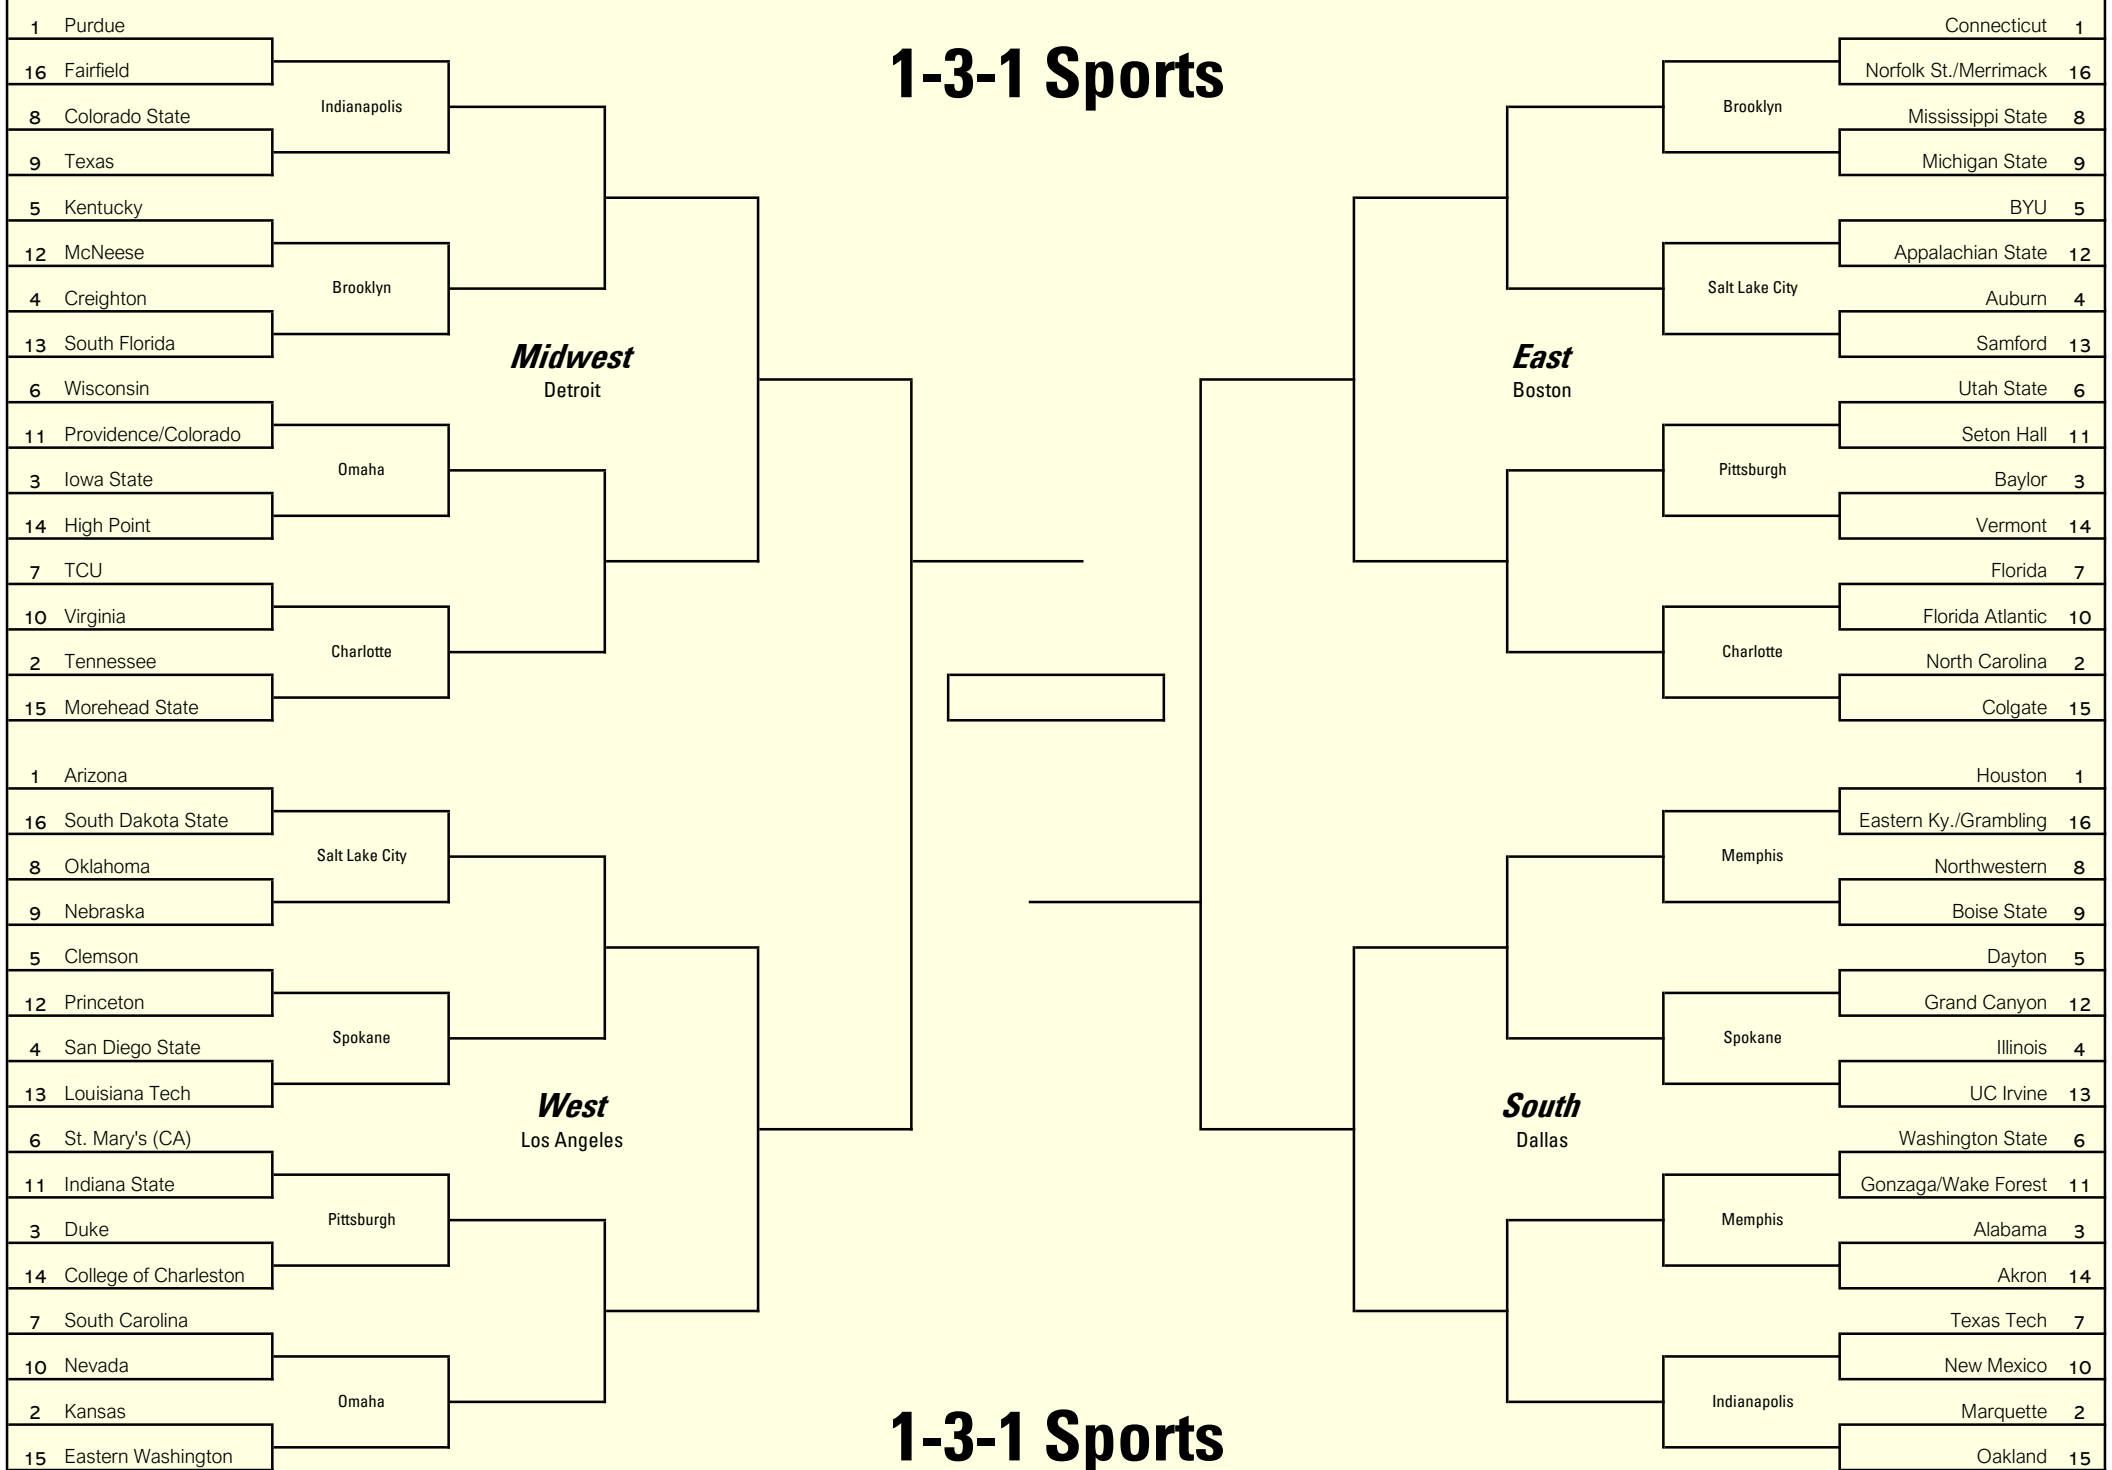 1-3-1 Sports
1 Purdue
16 Fairfield
Indianapolis
8 Colorado State
9 Texas
5 Kentucky
12 McNeese
Brooklyn
4 Creighton
13 South Florida
Midwest
Detroit
6 Wisconsin
11 Providence/Colorado
Omaha
3 Iowa State
14 High Point
7 TCU
10 Virginia
Charlotte
2 Tennessee
15 Morehead State
1 Arizona
16 South Dakota State
Salt Lake City
8 Oklahoma
9 Nebraska
5 Clemson
12 Princeton
Spokane
4 San Diego State
13 Louisiana Tech
West
Los Angeles
6 St. Mary's (CA)
11 Indiana State
Pittsburgh
3 Duke
14 College of Charleston
7 South Carolina
10 Nevada
Omaha
2 Kansas
15 Eastern Washington
Connecticut 1
Norfolk St./Merrimack 16
Brooklyn
Mississippi State 8
Michigan State 9
BYU 5
Appalachian State 12
Salt Lake City
Auburn 4
Samford 13
East
Boston
Utah State 6
Seton Hall 11
Pittsburgh
Baylor 3
Vermont 14
Florida 7
Florida Atlantic 10
Charlotte
North Carolina 2
Colgate 15
Houston 1
Eastern Ky./Grambling 16
Memphis
Northwestern 8
Boise State 9
Dayton 5
Grand Canyon 12
Spokane
Illinois 4
UC Irvine 13
South
Dallas
Washington State 6
Gonzaga/Wake Forest 11
Memphis
Alabama 3
Akron 14
Texas Tech 7
New Mexico 10
Indianapolis
Marquette 2
Oakland 15
1-3-1 Sports